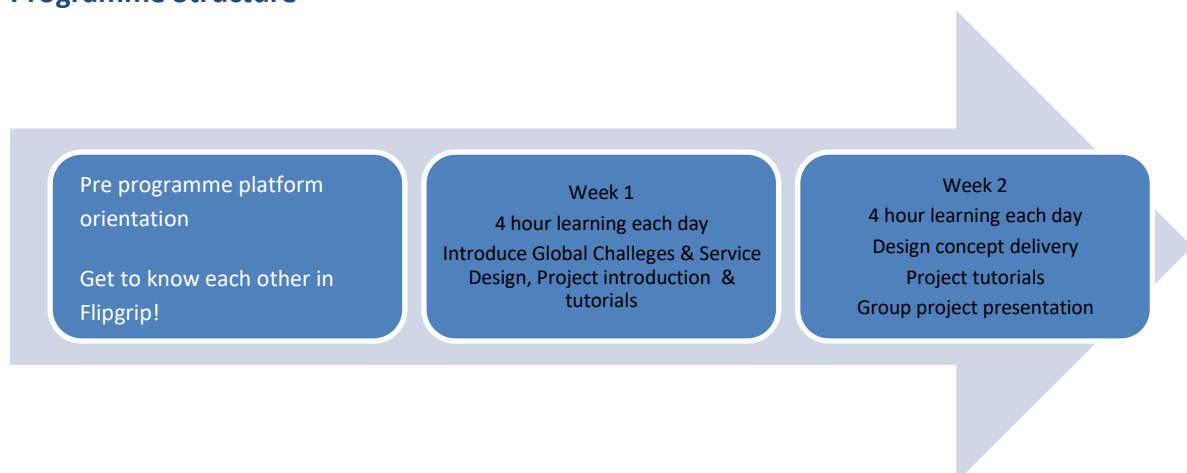 Programme Structure
Pre programme platform
orientation
Get to know each other in
Flipgrip!
Week 1
4 hour learning each day
Introduce Global Challeges & Service
Design, Project introduction & 
tutorials
Week 2
4 hour learning each day
Design concept delivery
Project tutorials
Group project presentation